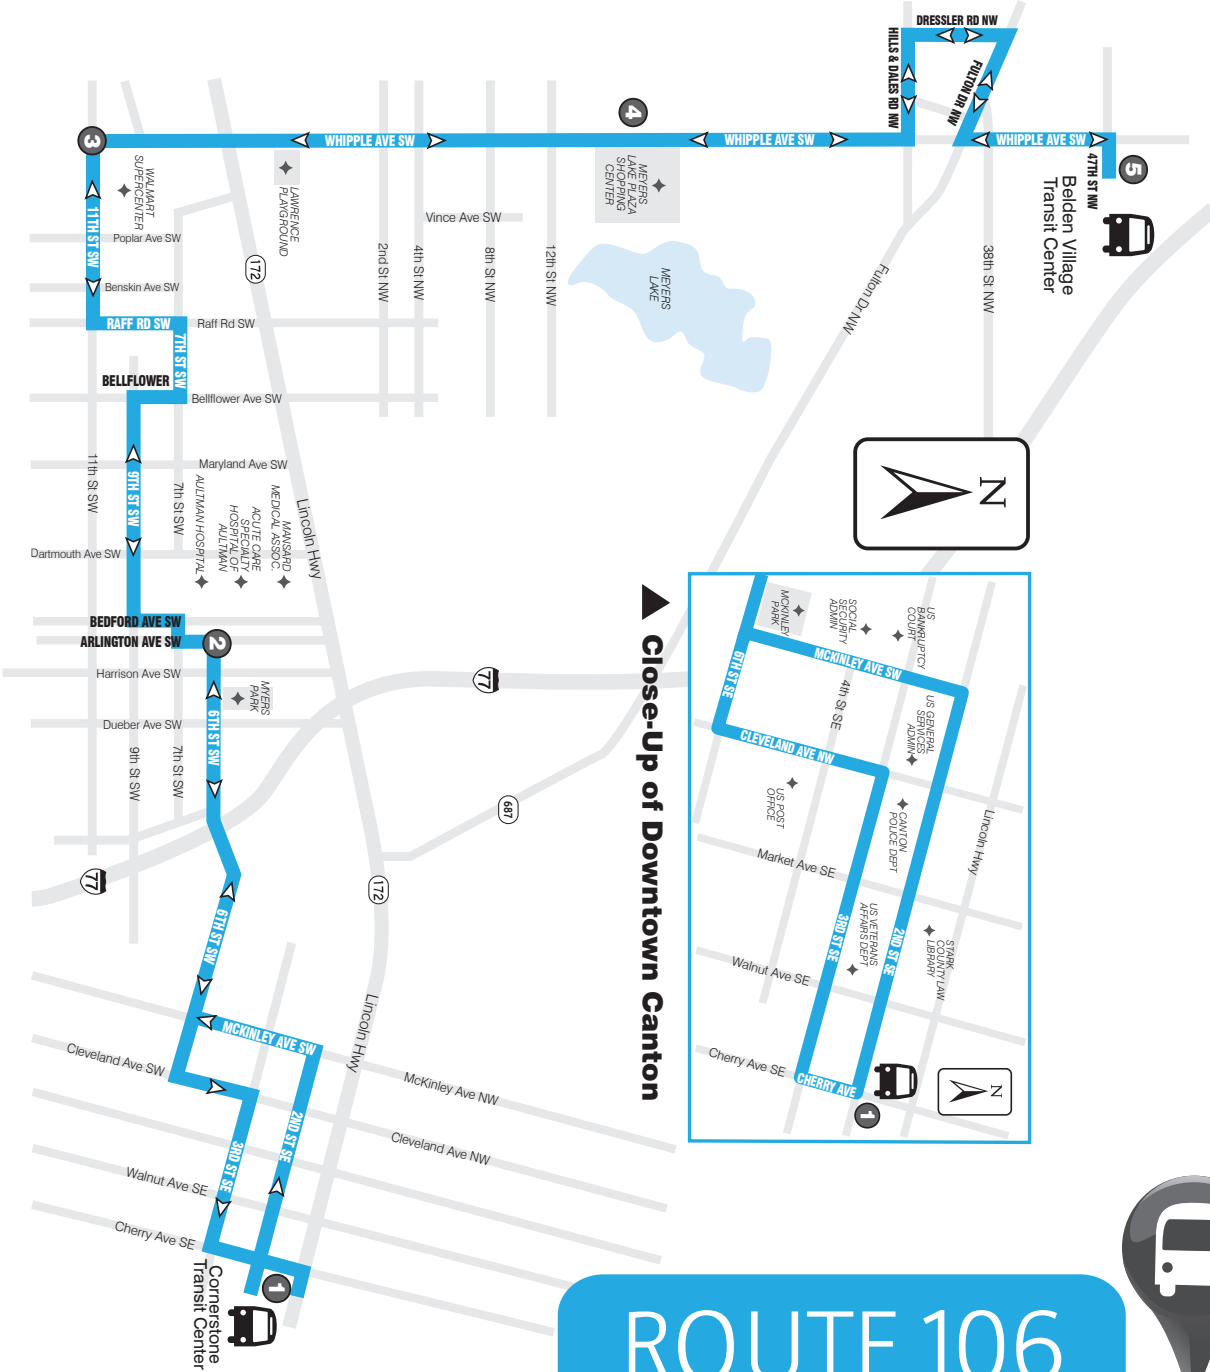 DRESSLER RD NW
HILLS & DALES RD NW
FULTON DR NW
WHIPPLE AVE SW
WHIPPLE AVE SW
WHIPPLE AVE SW
4
3
5
47TH ST NW
Belden Village
Transit Center
WALMART
SUPERCENTER
LAWRENCE
PLAYGROUND
MEYERS
LAKE PLAZA
SHOPPING
CENTER
Vince Ave SW
11TH ST SW
Poplar Ave SW
172
2nd St NW
4th St NW
8th St NW
12th St NW
MEYERS
LAKE
Fulton Dr NW
38th St NW
Benskin Ave SW
RAFF RD SW
Raff Rd SW
7TH ST SW
BELLFLOWER
Bellflower Ave SW
11th St SW
9TH ST SW
7th St SW
Maryland Ave SW
AULTMAN HOSPITAL
ACUTE CARE
SPECIALTY
HOSPITAL OF
AULTMAN
MANSARD
MEDICAL ASSOC.
Lincoln Hwy
N
Dartmouth Ave SW
BEDFORD AVE SW
ARLINGTON AVE SW
2
Harrison Ave SW
MYERS
PARK
77
6TH ST SW
Dueber Ave SW
9th St SW
7th St SW
687
77
172
6TH ST SW
Close-Up of Downtown Canton
MCKINLEY
PARK
SOCIAL
SECURITY
ADMIN
US
BANKRUPTCY
COURT
MCKINLEY AVE SW
6TH ST SE
4th St SE
US GENERAL
SERVICES
ADMIN
CLEVELAND AVE NW
US POST
OFFICE
CANTON
POLICE DEPT
Lincoln Hwy
Market Ave SE
3RD ST SE
US VETERANS
AFFAIRS DEPT
2ND ST SE
STARK
COUNTY LAW
LIBRARY
Walnut Ave SE
Cherry Ave SE
CHERRY AVE
1
N
Lincoln Hwy
MCKINLEY AVE SW
Cleveland Ave SW
McKinley Ave NW
2ND ST SE
3RD ST SE
Cleveland Ave NW
Walnut Ave SE
Cherry Ave SE
1
Cornerstone
Transit Center
ROUTE 106